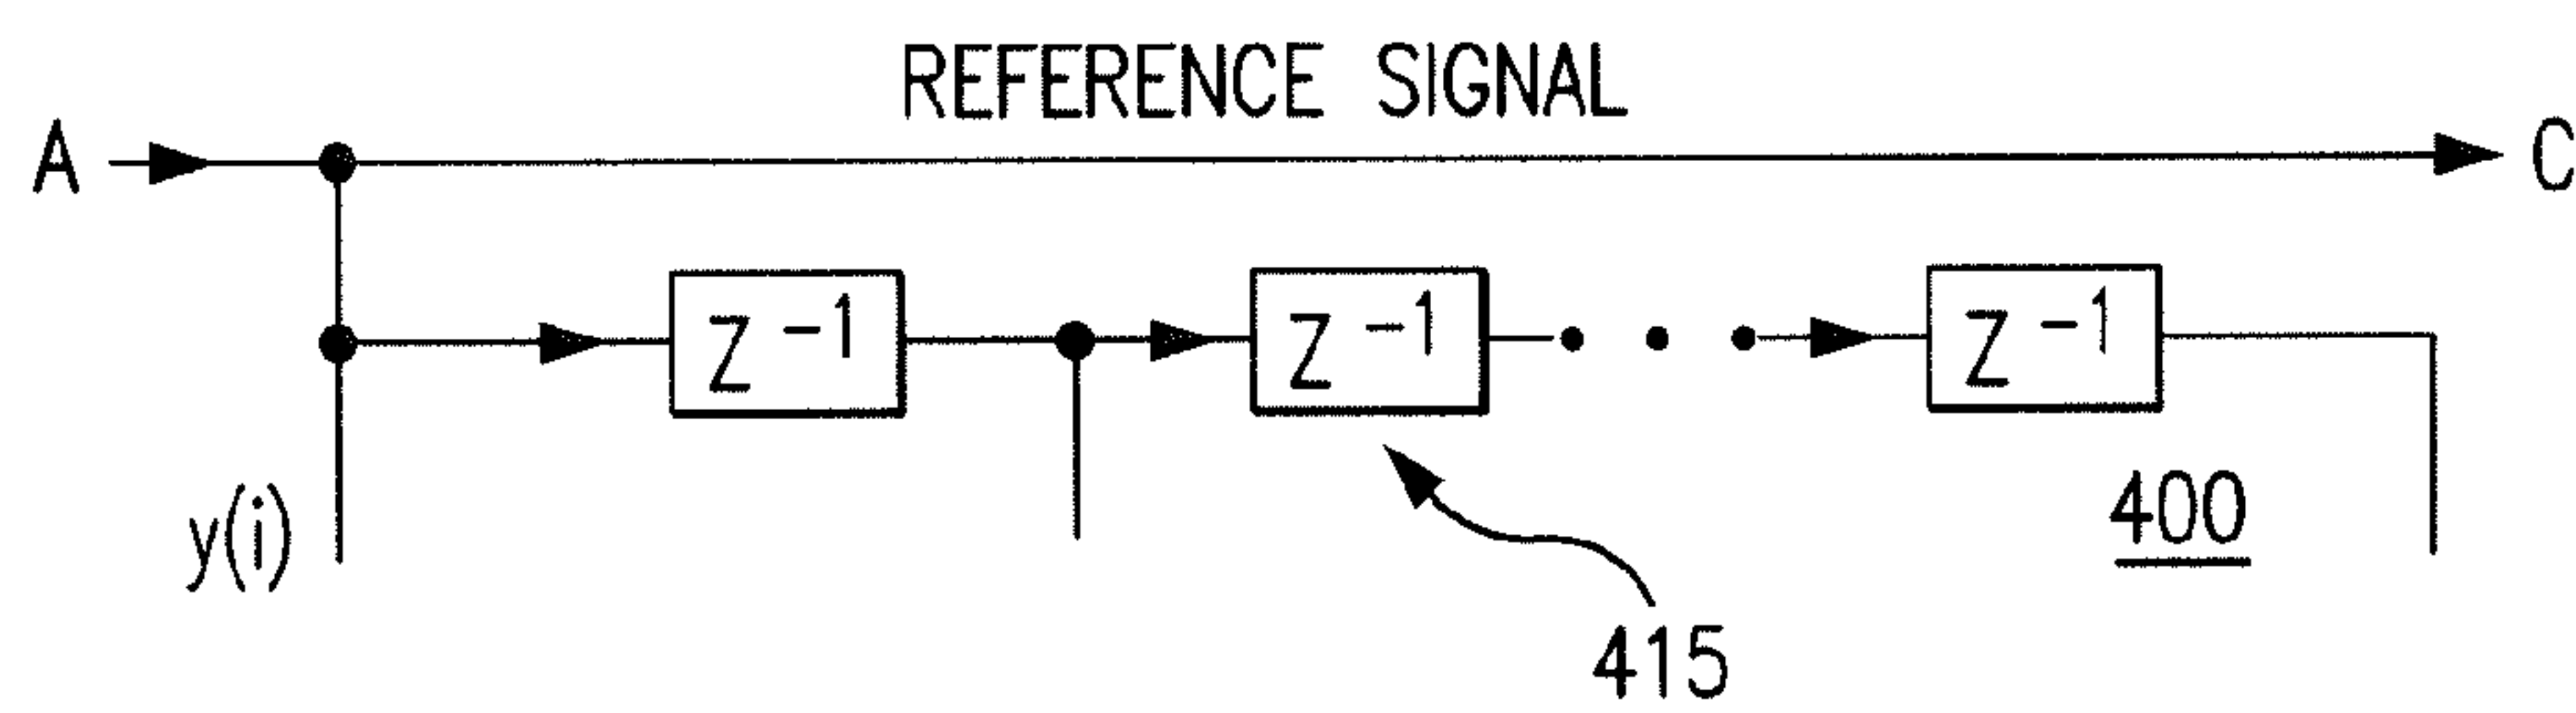 REFERENCE SIGNAL
A
C
Z⁻¹
Z⁻¹
Z⁻¹
y(i)
400
415